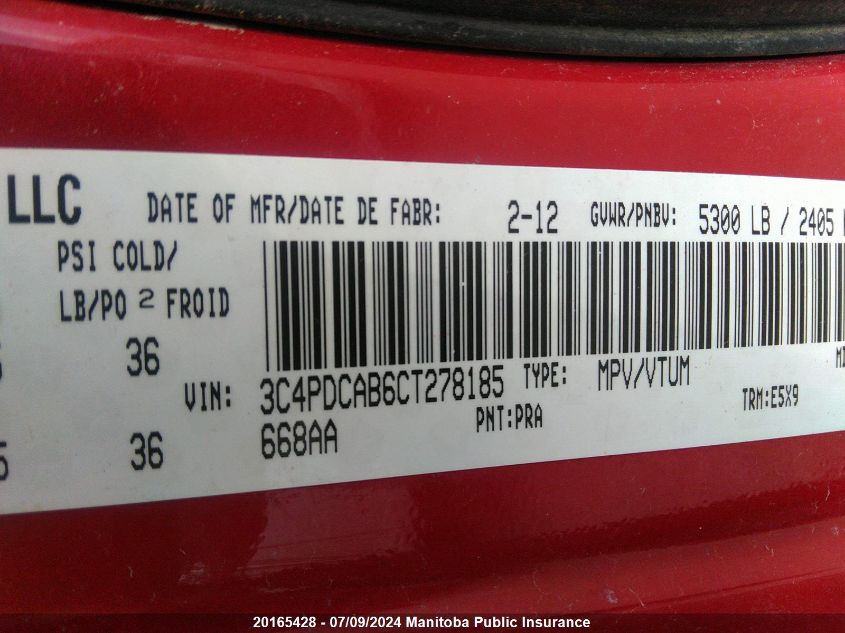 LLC DATE OF MFR/DATE DE FABR: 2-12 GVWR/PNBV: 5300 LB / 2405
PSI COLD/
LB/PO 2 FROID
36
VIN: 3C4PDCAB6CT278185 TYPE: MPV/VTUM
PNT:PRA TRM:E5X9
36 668AA
20165428 - 07/09/2024 Manitoba Public Insurance